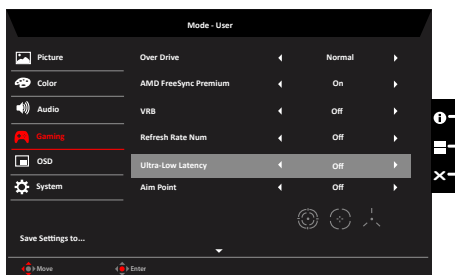 Mode - User
Picture
Over Drive Normal
Color
AMD FreeSync Premium On
Audio
VRB Off
Gaming
Refresh Rate Num Off
OSD
Ultra-Low Latency Off
System
Aim Point Off
Save Settings to...
Move Enter